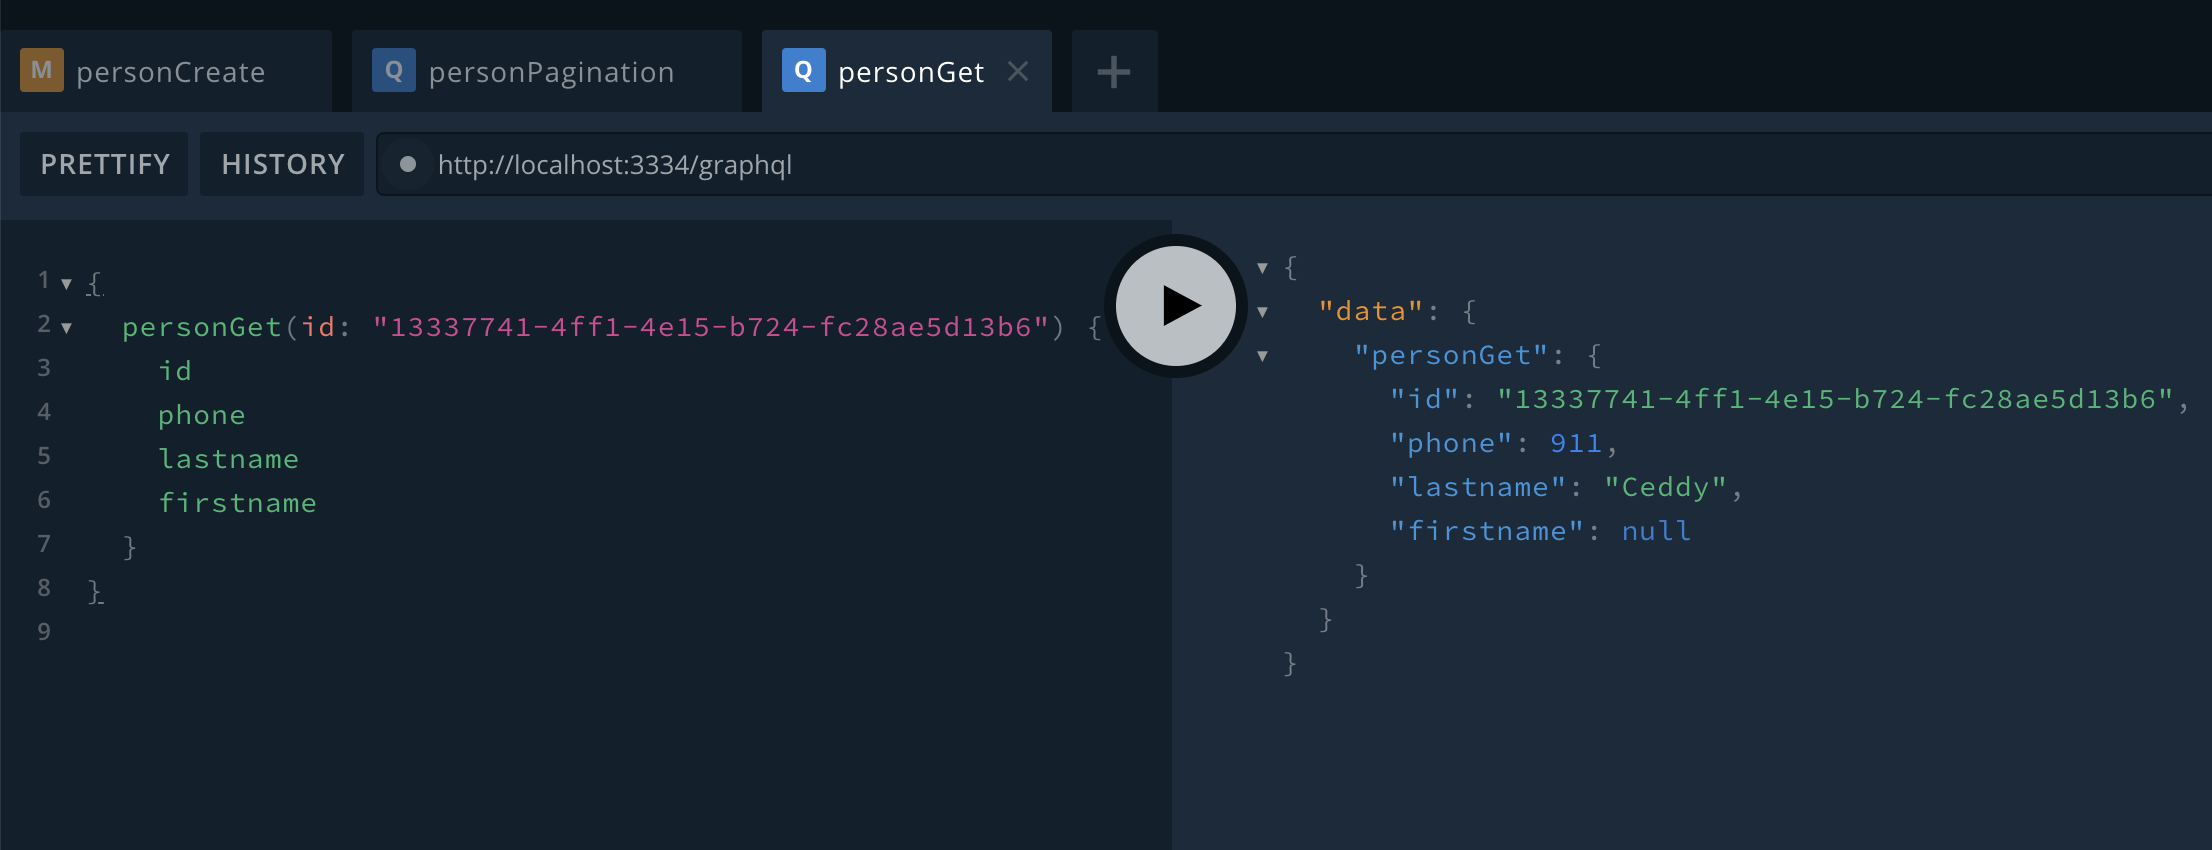 M personCreate Q personPagination Q personGet × +
PRETTIFY HISTORY http://localhost:3334/graphql
1 ▼ {
2 ▼ personGet(id: "13337741-4ff1-4e15-b724-fc28ae5d13b6") {
3 id
4 phone
5 lastname
6 firstname
7 }
8 }
9
▼ {
▼ "data": {
▼ "personGet": {
"id": "13337741-4ff1-4e15-b724-fc28ae5d13b6",
"phone": 911,
"lastname": "Ceddy",
"firstname": null
}
}
}